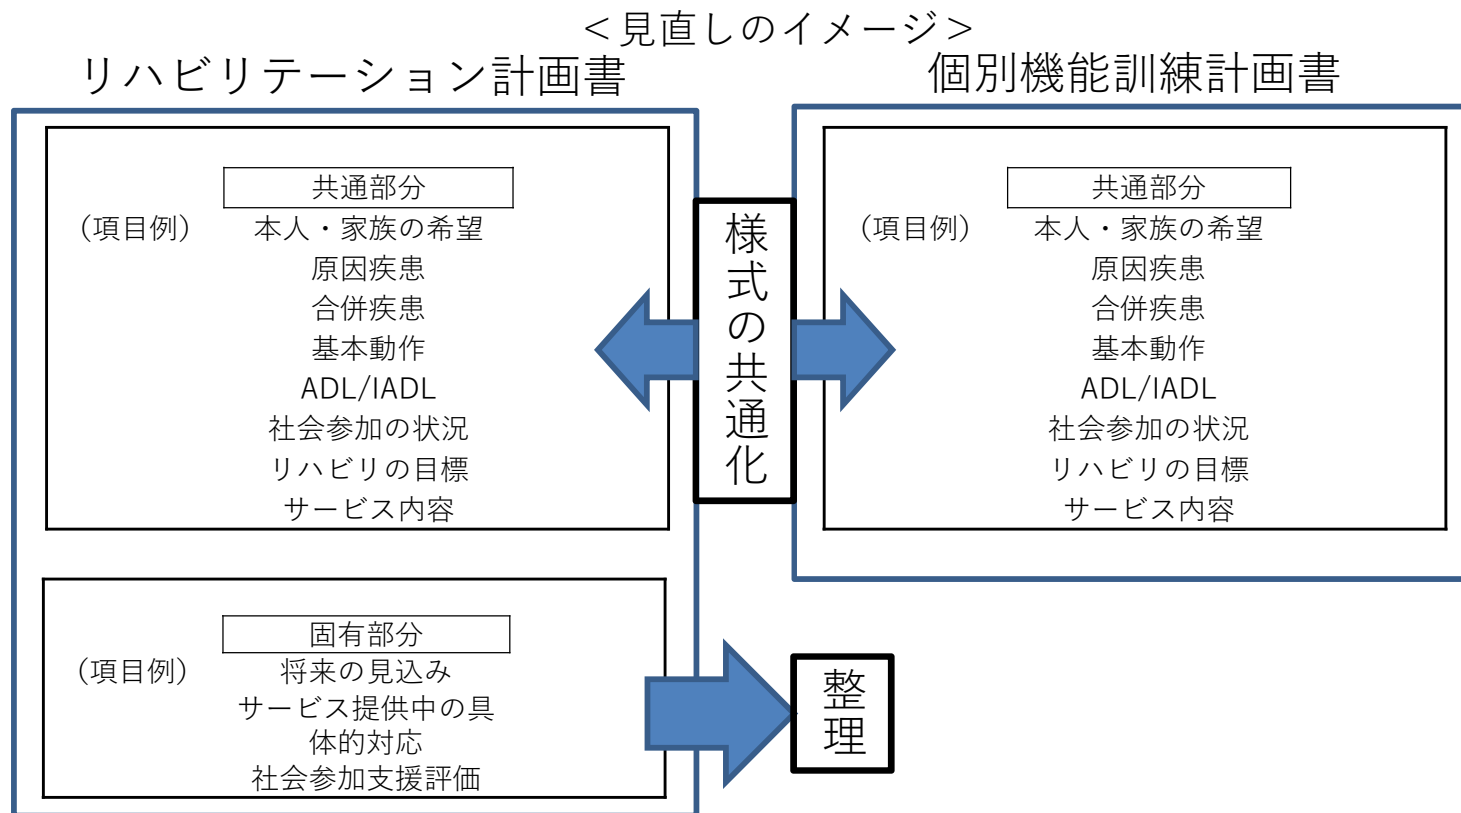 ＜見直しのイメージ＞
リハビリテーション計画書
共通部分
（項目例）
本人・家族の希望
原因疾患
合併疾患
基本動作
ADL/IADL
社会参加の状況
リハビリの目標
サービス内容
固有部分
（項目例）
将来の見込み
サービス提供中の具
体的対応
社会参加支援評価
様式の共通化
整理
個別機能訓練計画書
共通部分
（項目例）
本人・家族の希望
原因疾患
合併疾患
基本動作
ADL/IADL
社会参加の状況
リハビリの目標
サービス内容